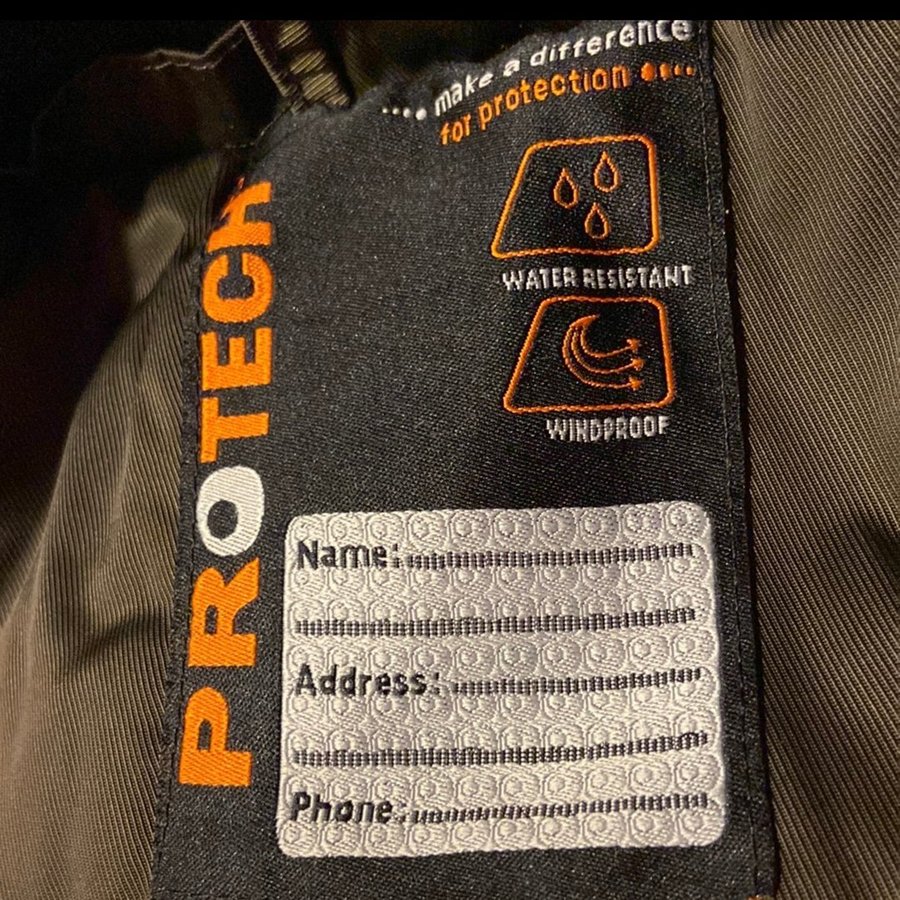 make a difference
for protection
PROTECH
WATER RESISTANT
WINDPROOF
Name:
Address:
Phone: